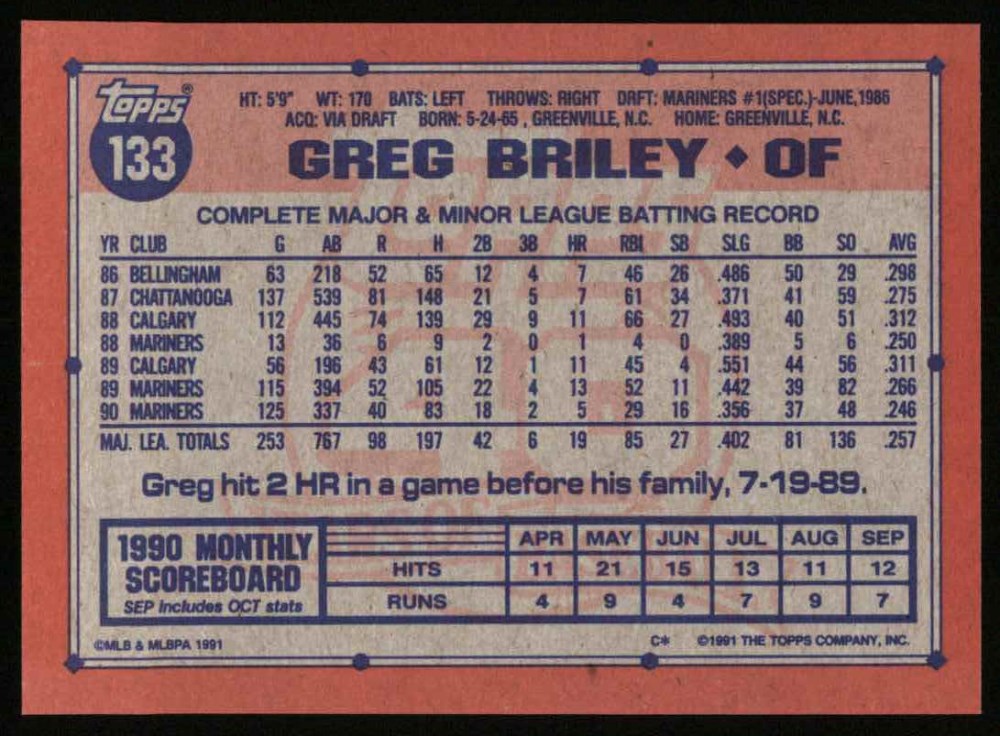 Topps®
133
HT: 5'9" WT: 170 BATS: LEFT THROWS: RIGHT DRFT: MARINERS #1(SPEC.)-JUNE,1986
ACQ: VIA DRAFT BORN: 5-24-65, GREENVILLE, N.C. HOME: GREENVILLE, N.C.
GREG BRILEY ◆ OF
COMPLETE MAJOR & MINOR LEAGUE BATTING RECORD
YR CLUB G AB R H 2B 3B HR RBI SB SLG BB SO AVG
86 BELLINGHAM 63 218 52 65 12 4 7 46 26 .486 50 29 .298
87 CHATTANOOGA 137 539 81 148 21 5 7 61 34 .371 41 59 .275
88 CALGARY 112 445 74 139 29 9 11 66 27 .493 40 51 .312
88 MARINERS 13 36 6 9 2 0 1 4 0 .389 5 6 .250
89 CALGARY 56 196 43 61 12 1 11 45 4 .551 44 56 .311
89 MARINERS 115 394 52 105 22 4 13 52 11 .442 39 82 .266
90 MARINERS 125 337 40 83 18 2 5 29 16 .356 37 48 .246
MAJ. LEA. TOTALS 253 767 98 197 42 6 19 85 27 .402 81 136 .257
Greg hit 2 HR in a game before his family, 7-19-89.
1990 MONTHLY
SCOREBOARD
SEP includes OCT stats
APR MAY JUN JUL AUG SEP
HITS 11 21 15 13 11 12
RUNS 4 9 4 7 9 7
©MLB & MLBPA 1991 C* ©1991 THE TOPPS COMPANY, INC.